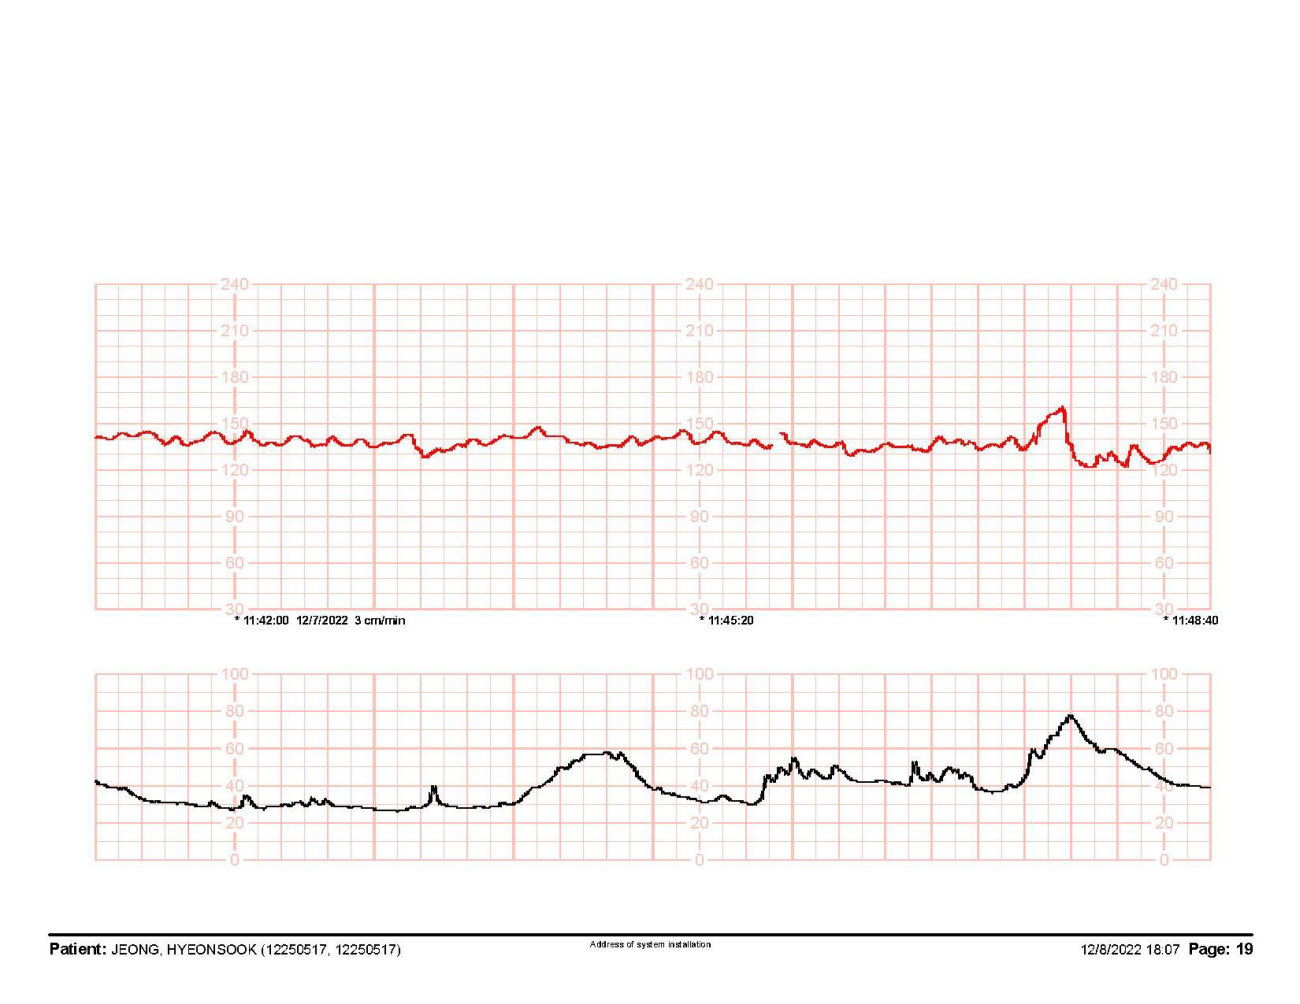 240 240 240
210 210 210
180 180 180
150 150 150
120 120 120
90 90 90
60 60 60
30 30 30
* 11:42:00 12/7/2022 3 cm/min * 11:45:20 * 11:48:40
100 100 100
80 80 80
60 60 60
40 40 40
20 20 20
0 0 0
Patient: JEONG, HYEONSOOK (12250517, 12250517) Address of system installation 12/8/2022 18:07 Page: 19